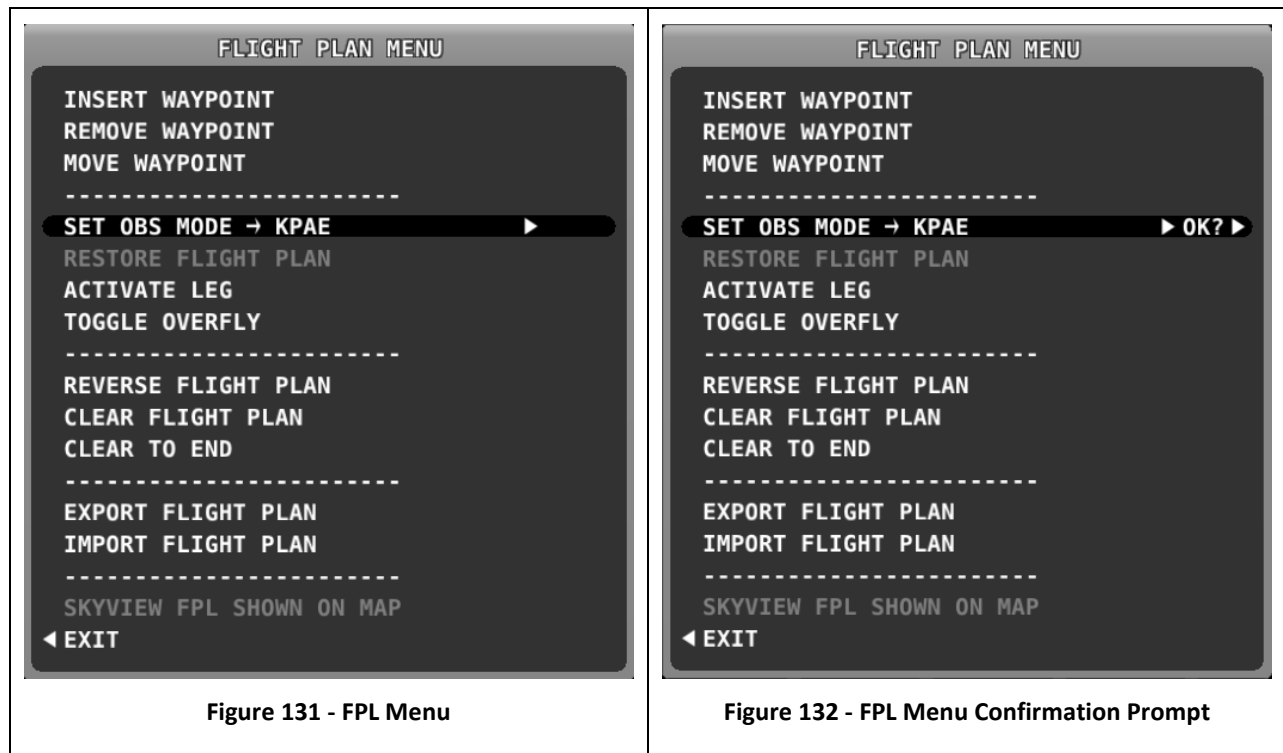 FLIGHT PLAN MENU
INSERT WAYPOINT
REMOVE WAYPOINT
MOVE WAYPOINT
------------------------
SET OBS MODE → KPAE ▶
RESTORE FLIGHT PLAN
ACTIVATE LEG
TOGGLE OVERFLY
------------------------
REVERSE FLIGHT PLAN
CLEAR FLIGHT PLAN
CLEAR TO END
------------------------
EXPORT FLIGHT PLAN
IMPORT FLIGHT PLAN
------------------------
SKYVIEW FPL SHOWN ON MAP
◀ EXIT
Figure 131 - FPL Menu
FLIGHT PLAN MENU
INSERT WAYPOINT
REMOVE WAYPOINT
MOVE WAYPOINT
------------------------
SET OBS MODE → KPAE ▶ OK? ▶
RESTORE FLIGHT PLAN
ACTIVATE LEG
TOGGLE OVERFLY
------------------------
REVERSE FLIGHT PLAN
CLEAR FLIGHT PLAN
CLEAR TO END
------------------------
EXPORT FLIGHT PLAN
IMPORT FLIGHT PLAN
------------------------
SKYVIEW FPL SHOWN ON MAP
◀ EXIT
Figure 132 - FPL Menu Confirmation Prompt